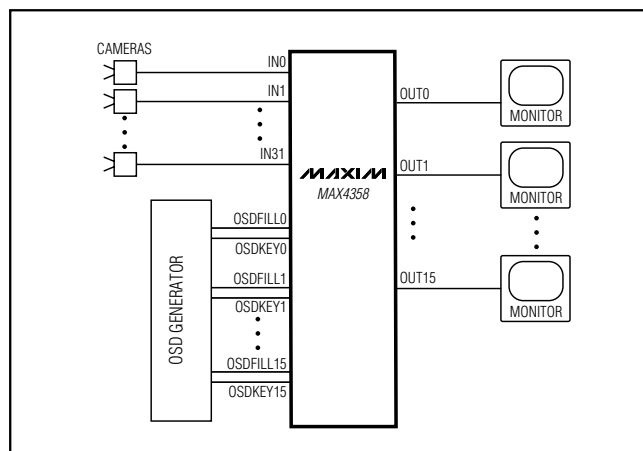 CAMERAS
IN0
IN1
IN31
OSDFILL0
OSDKEY0
OSDFILL1
OSDKEY1
OSDFILL15
OSDKEY15
OSD GENERATOR
MAXIM
MAX4358
OUT0
OUT1
OUT15
MONITOR
MONITOR
MONITOR